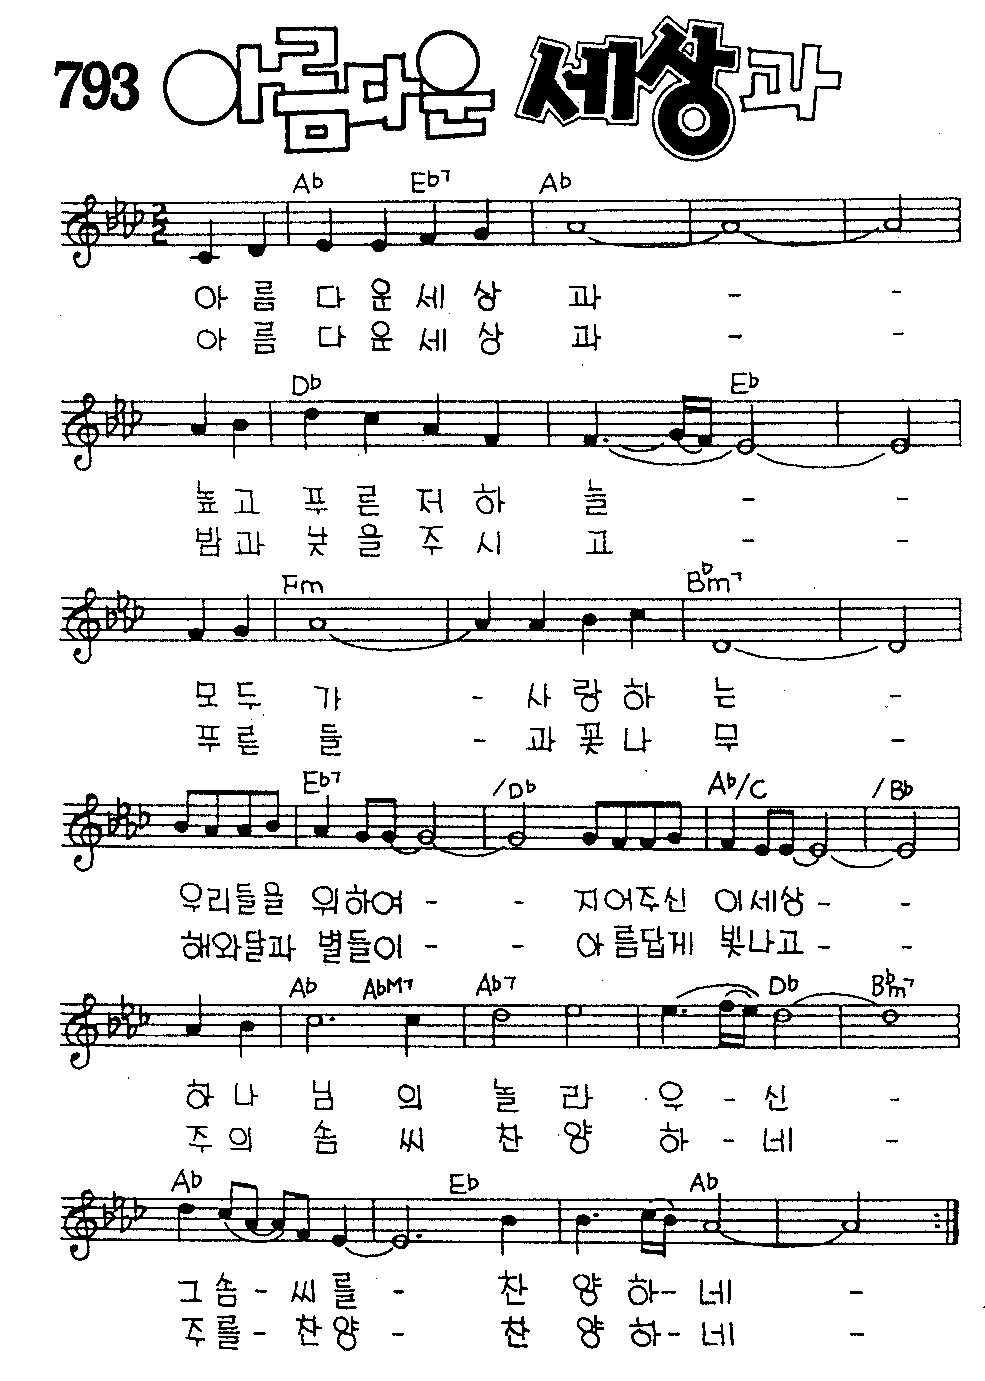 793 아름다운 세상과
Ab Eb7 Ab
아 름 다 운 세 상 과 - -
아 름 다 운 세 상 과 - -
Db Eb
높 고 푸 른 저 하 늘 - -
밤 과 낮 을 주 시 고 - -
Fm Bbm7
모 두 가 - 사 랑 하 는 -
푸 른 들 - 과 꽃 나 무 -
Eb7 /Db Ab/C /Bb
우리들을 위하여 - - 지어주신 이세상 - -
해와달과 별들이 - - 아름답게 빛나고 - -
Ab AbM7 Ab7 Db Bbm7
하 나 님 의 놀 라 우 - 신 -
주 의 솜 씨 찬 양 하 - 네 -
Ab Eb Ab
그 솜 - 씨 를 - 찬 양 하 - 네 -
주 를 - 찬 양 - 찬 양 하 - 네 -